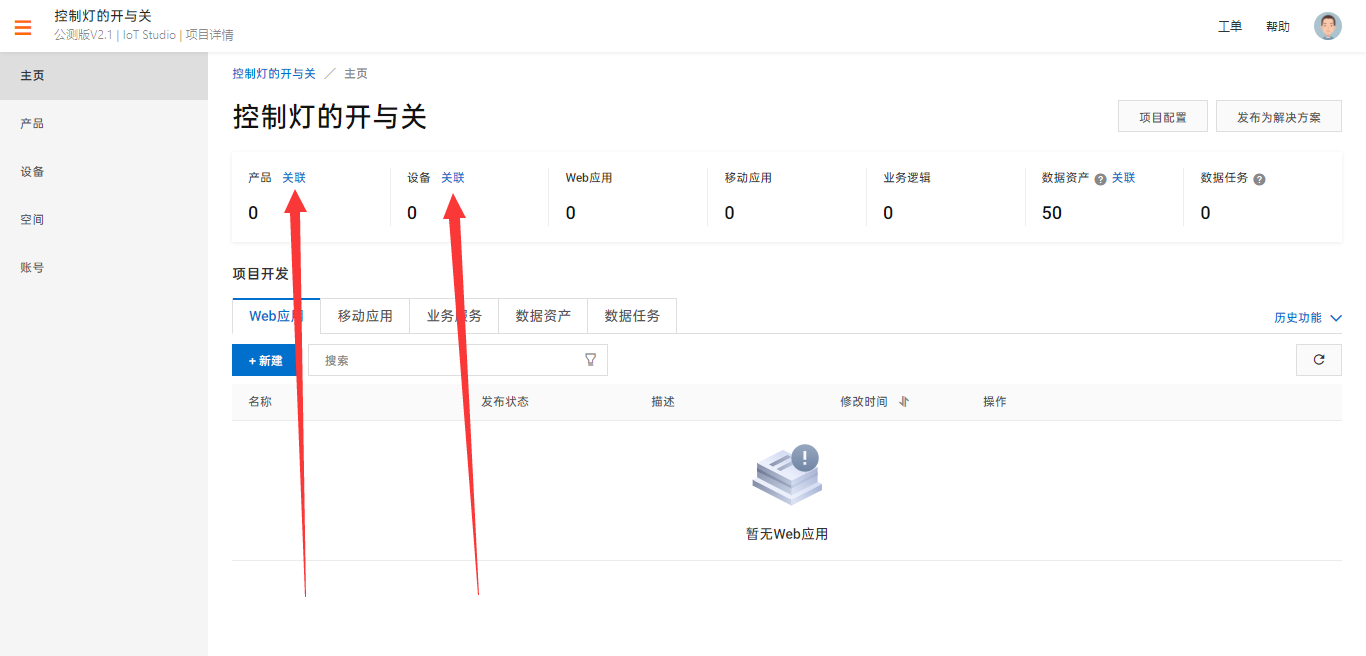 控制灯的开与关
公测版V2.1 | IoT Studio | 项目详情
工单 帮助
主页
产品
设备
空间
账号
控制灯的开与关 / 主页
控制灯的开与关
项目配置 发布为解决方案
产品 关联 设备 关联 Web应用 移动应用 业务逻辑 数据资产 ? 关联 数据任务 ?
0 0 0 0 0 50 0
项目开发
Web应用 移动应用 业务服务 数据资产 数据任务 历史功能
+ 新建 搜索
名称 发布状态 描述 修改时间 操作
暂无Web应用